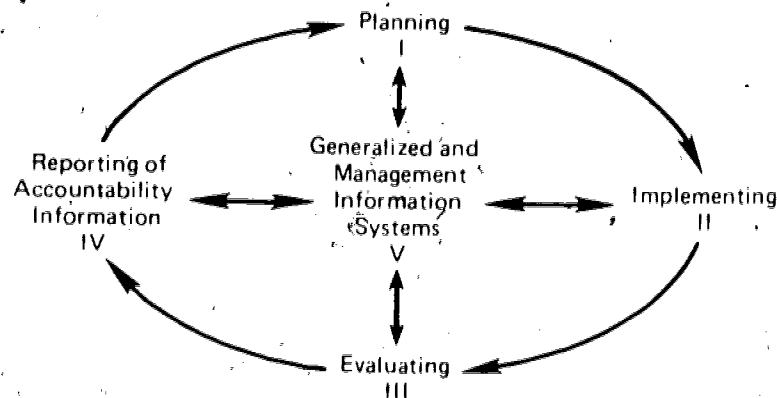 Planning
I
Generalized and
Management
Information
Systems
V
Reporting of
Accountability
Information
IV
Implementing
II
Evaluating
III